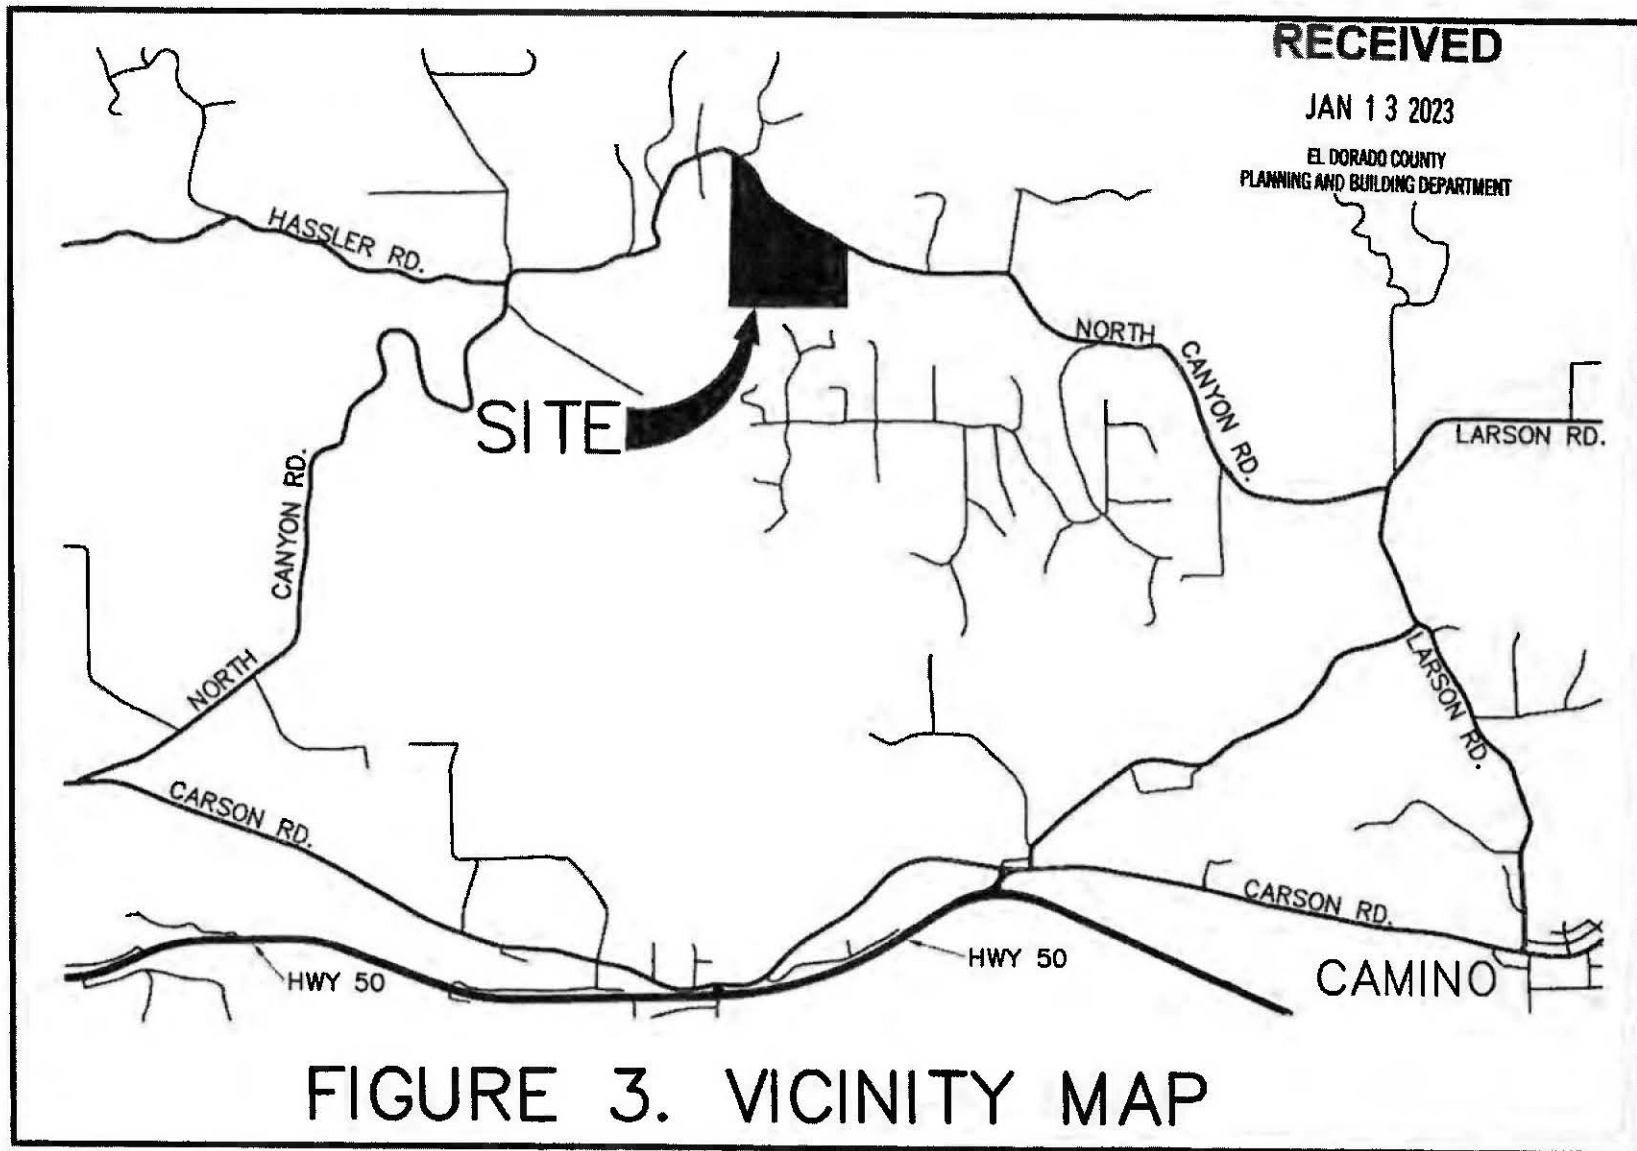 RECEIVED
JAN 13 2023
EL DORADO COUNTY
PLANNING AND BUILDING DEPARTMENT
HASSLER RD.
NORTH
CANYON RD.
SITE
LARSON RD.
CANYON RD.
NORTH
LARSON RD.
CARSON RD.
CARSON RD.
HWY 50
HWY 50
CAMINO
FIGURE 3. VICINITY MAP